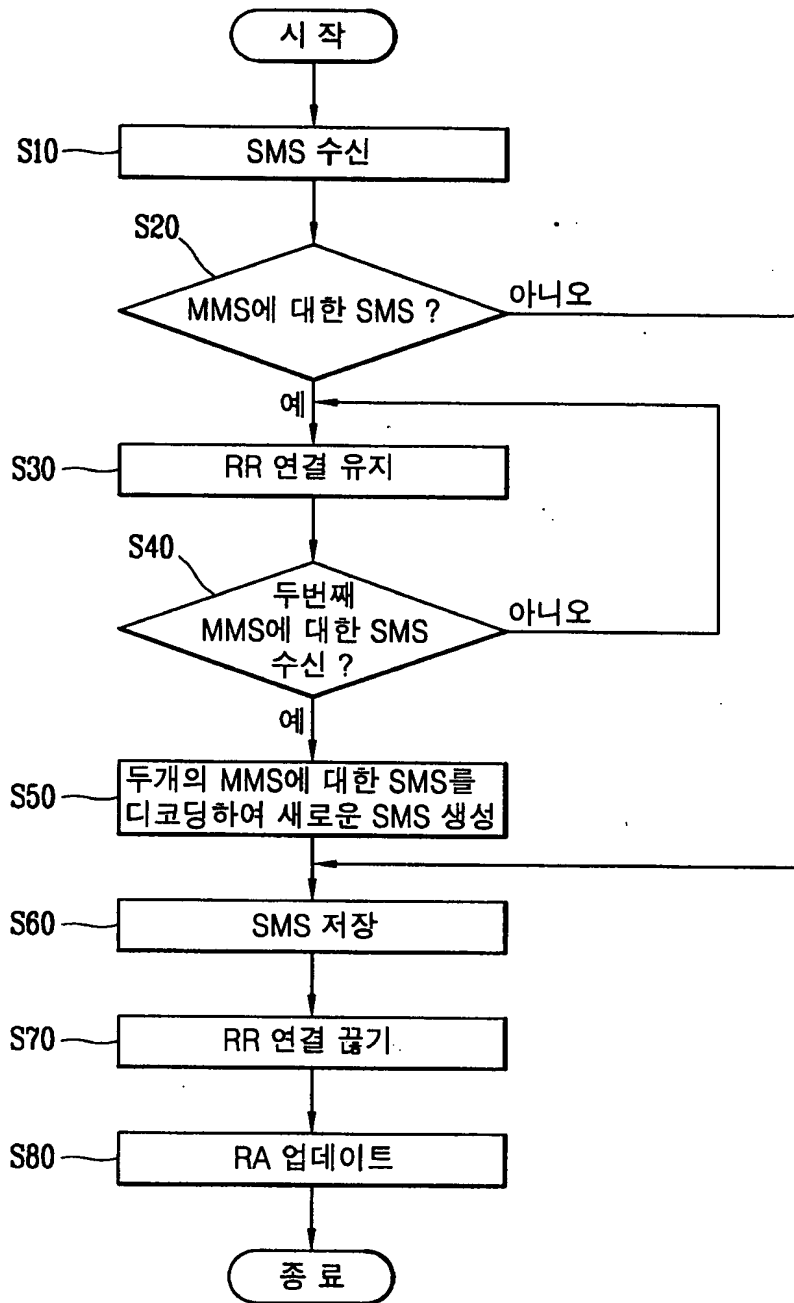 시 작
S10
SMS 수신
S20
MMS에 대한 SMS ?
아니오
예
S30
RR 연결 유지
S40
두번째
MMS에 대한 SMS
수신 ?
아니오
예
S50
두개의 MMS에 대한 SMS를
디코딩하여 새로운 SMS 생성
S60
SMS 저장
S70
RR 연결 끊기
S80
RA 업데이트
종 료